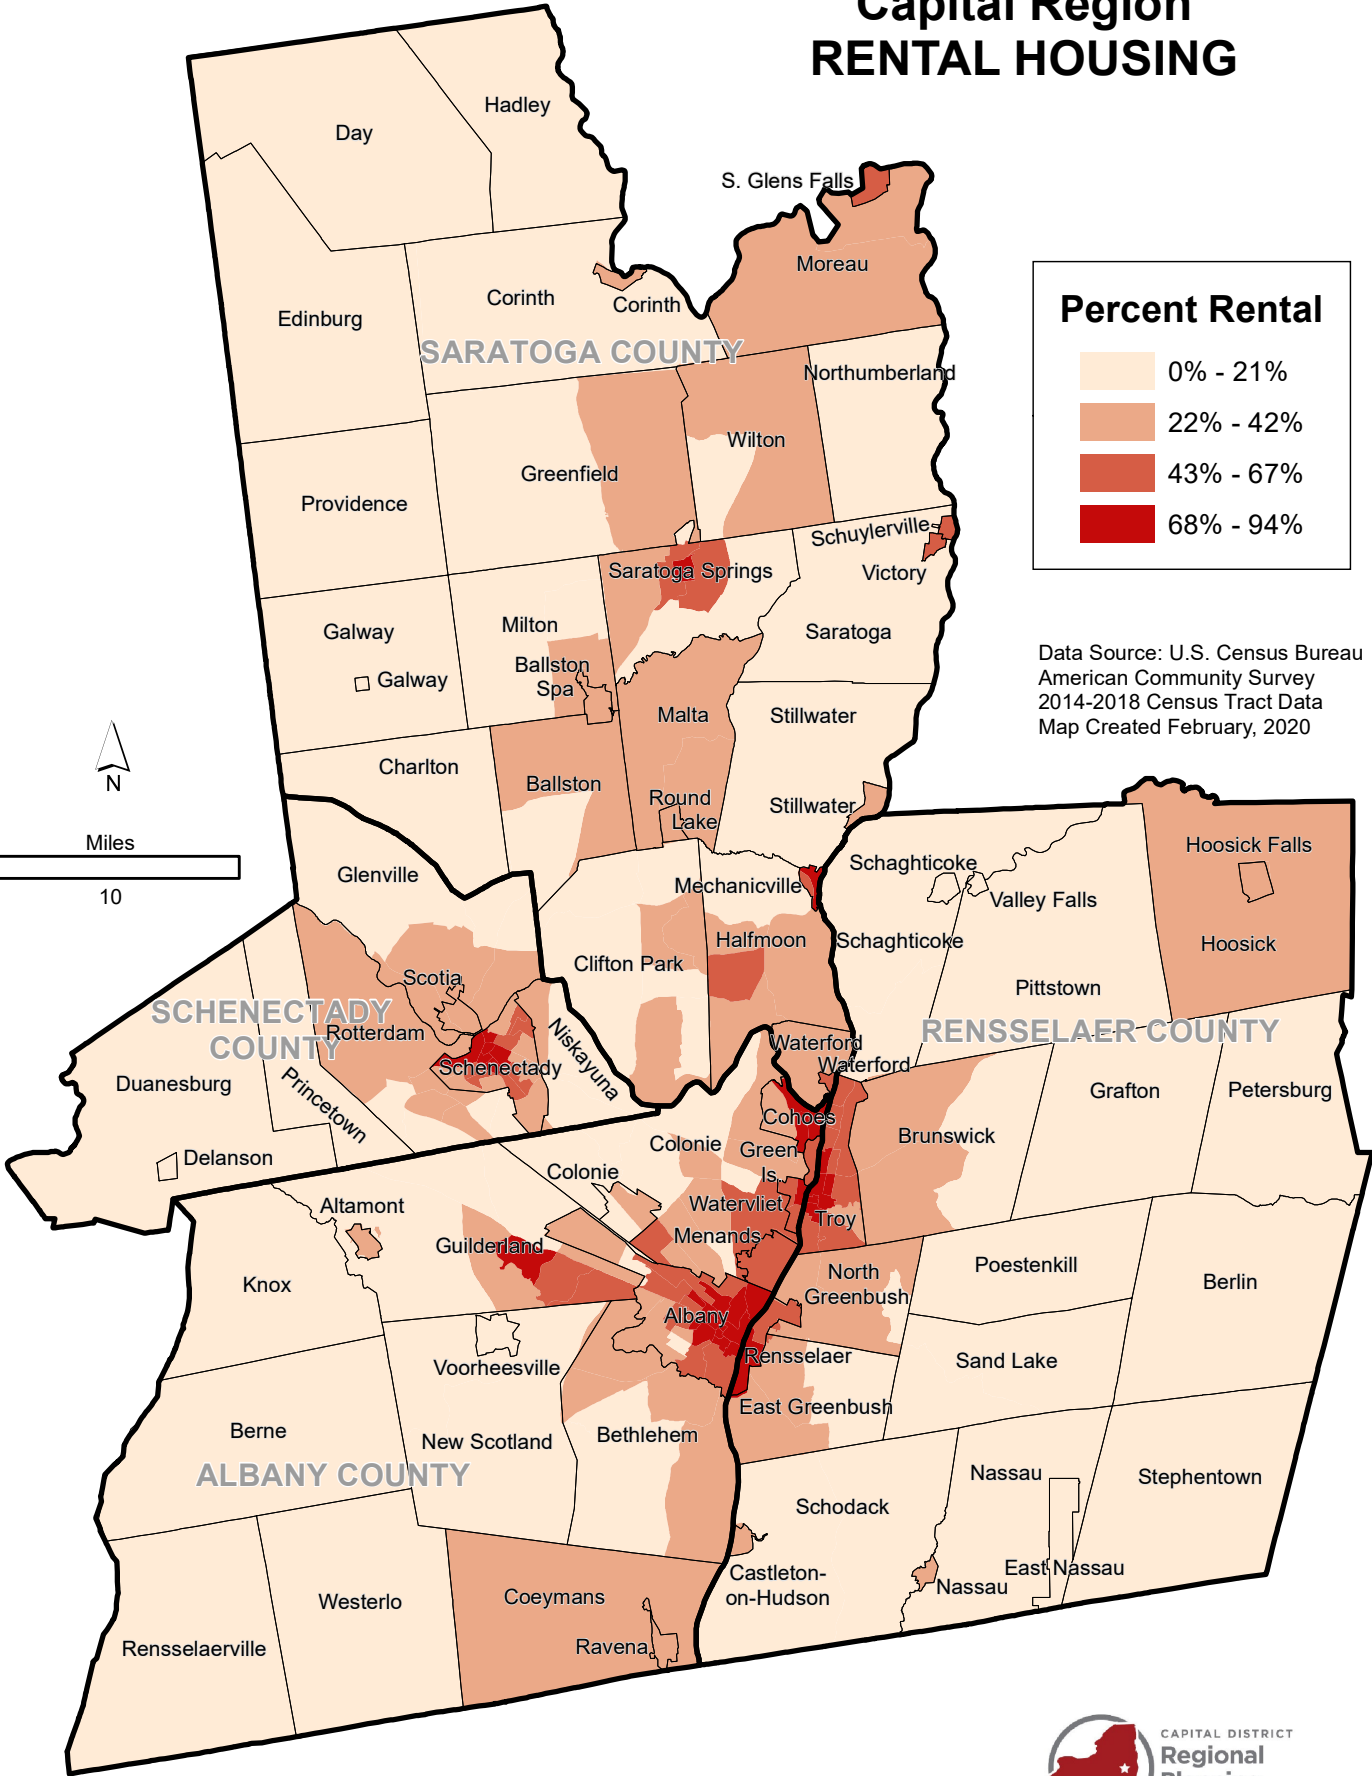 Capital Region
RENTAL HOUSING
Hadley
Day
S. Glens Falls
Moreau
Corinth
Corinth
Edinburg
SARATOGA COUNTY
Percent Rental
0% - 21%
22% - 42%
43% - 67%
68% - 94%
Northumberland
Wilton
Greenfield
Providence
Schuylerville
Victory
Saratoga Springs
Galway
Milton
Saratoga
Ballston
Spa
Galway
Data Source: U.S. Census Bureau
American Community Survey
2014-2018 Census Tract Data
Map Created February, 2020
Malta
Stillwater
N
Charlton
Ballston
Round
Lake
Stillwater
Miles
10
Glenville
Mechanicville
Schaghticoke
Hoosick Falls
Valley Falls
Halfmoon
Schaghticoke
Hoosick
Clifton Park
Scotia
Pittstown
SCHENECTADY
COUNTY
Rotterdam
RENSSELAER COUNTY
Niskayuna
Waterford
Waterford
Schenectady
Duanesburg
Princetown
Grafton
Petersburg
Cohoes
Brunswick
Colonie
Green
Is.
Delanson
Colonie
Altamont
Watervliet
Troy
Menands
Guilderland
Poestenkill
North
Greenbush
Knox
Berlin
Albany
Rensselaer
Sand Lake
Voorheesville
East Greenbush
Berne
New Scotland
Bethlehem
ALBANY COUNTY
Nassau
Stephentown
Schodack
Castleton-
on-Hudson
East Nassau
Nassau
Westerlo
Coeymans
Ravena
Rensselaerville
CAPITAL DISTRICT
Regional